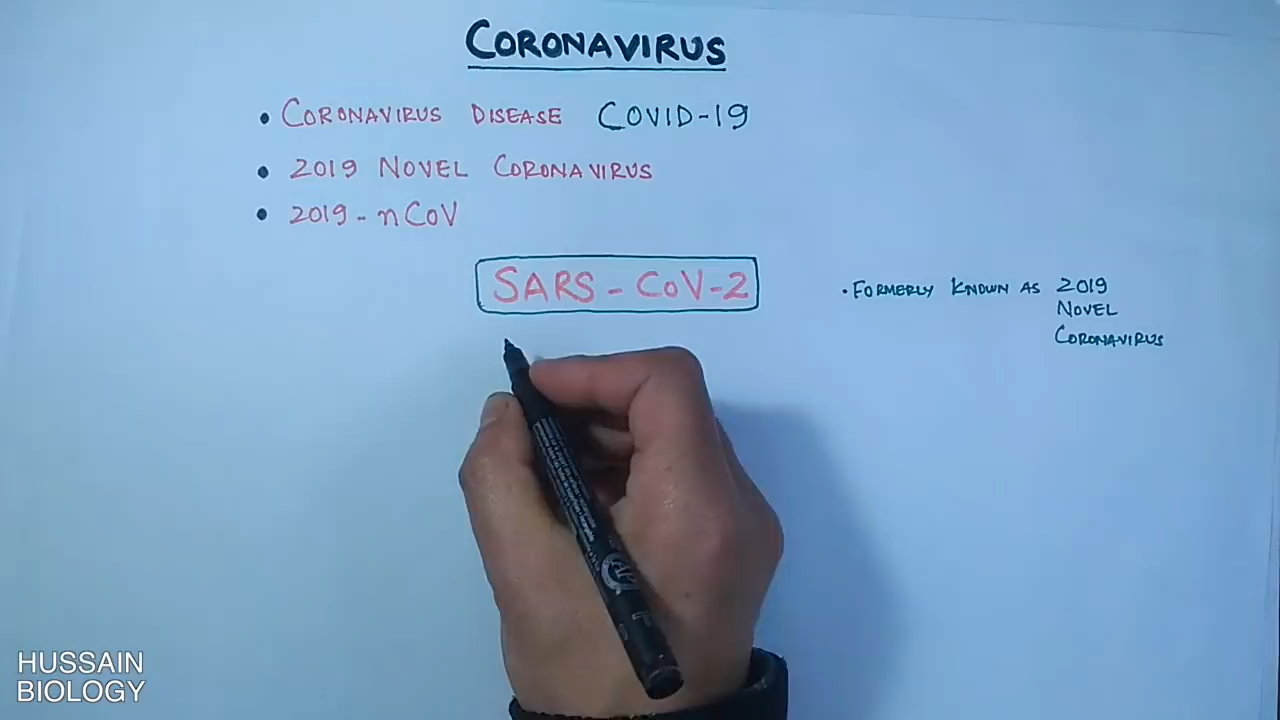 CORONAVIRUS
• CORONAVIRUS DISEASE COVID-19
• 2019 NOVEL CORONAVIRUS
• 2019-nCoV
SARS-CoV-2
• FORMERLY KNOWN AS 2019
NOVEL
CORONAVIRUS
HUSSAIN
BIOLOGY